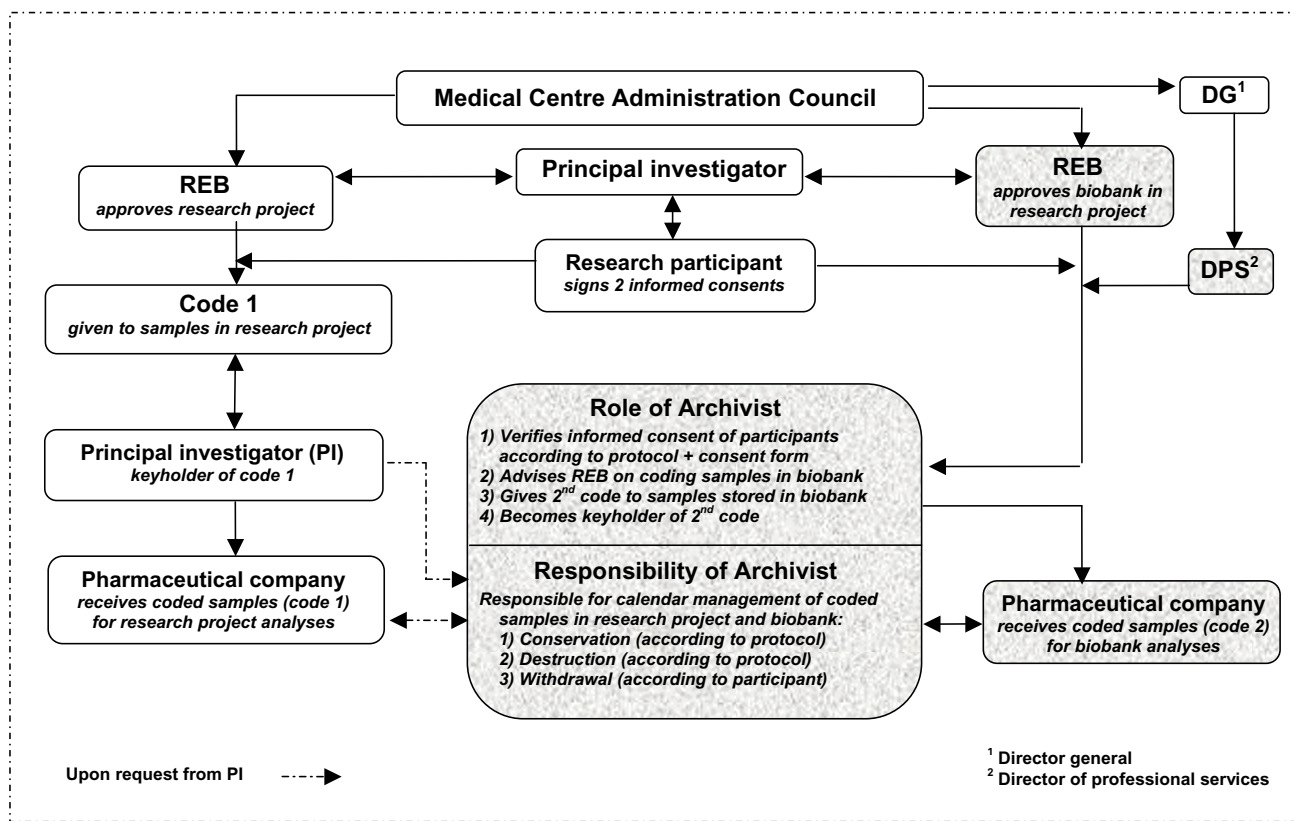 Medical Centre Administration Council
DG¹
REB
approves research project
Principal investigator
REB
approves biobank in
research project
Research participant
signs 2 informed consents
DPS²
Code 1
given to samples in research project
Role of Archivist
1) Verifies informed consent of participants
according to protocol + consent form
2) Advises REB on coding samples in biobank
3) Gives 2nd code to samples stored in biobank
4) Becomes keyholder of 2nd code
Principal investigator (PI)
keyholder of code 1
Pharmaceutical company
receives coded samples (code 1)
for research project analyses
Responsibility of Archivist
Responsible for calendar management of coded
samples in research project and biobank:
1) Conservation (according to protocol)
2) Destruction (according to protocol)
3) Withdrawal (according to participant)
Pharmaceutical company
receives coded samples (code 2)
for biobank analyses
Upon request from PI
¹ Director general
² Director of professional services